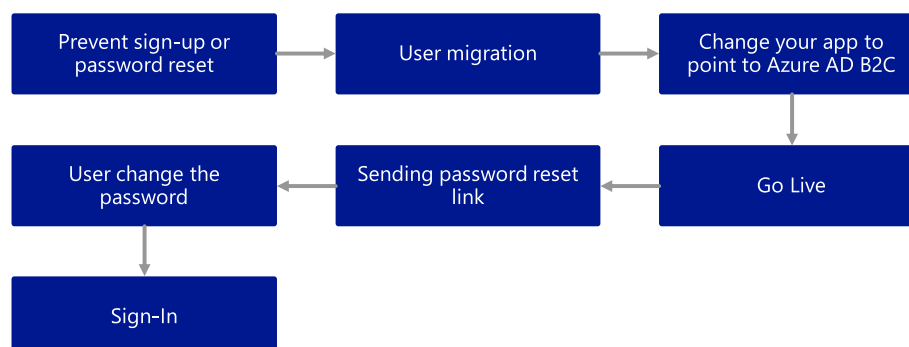 Prevent sign-up or
password reset
User migration
Change your app to
point to Azure AD B2C
Go Live
Sending password reset
link
User change the
password
Sign-In